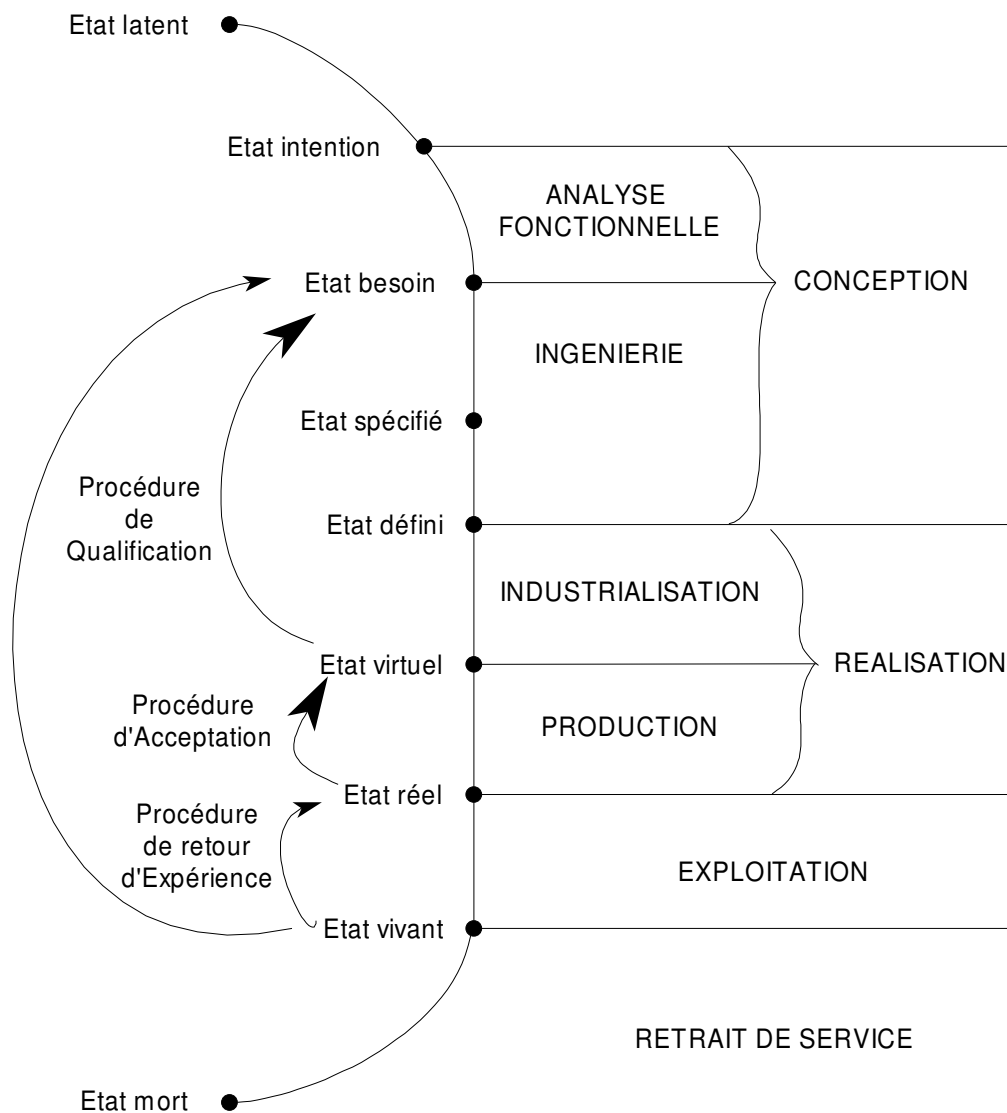 Etat latent
Etat intention
ANALYSE
FONCTIONNELLE
Etat besoin
CONCEPTION
INGENIERIE
Etat spécifié
Procédure
de
Qualification
Etat défini
INDUSTRIALISATION
Etat virtuel
REALISATION
Procédure
d'Acceptation
PRODUCTION
Etat réel
Procédure
de retour
d'Expérience
EXPLOITATION
Etat vivant
RETRAIT DE SERVICE
Etat mort